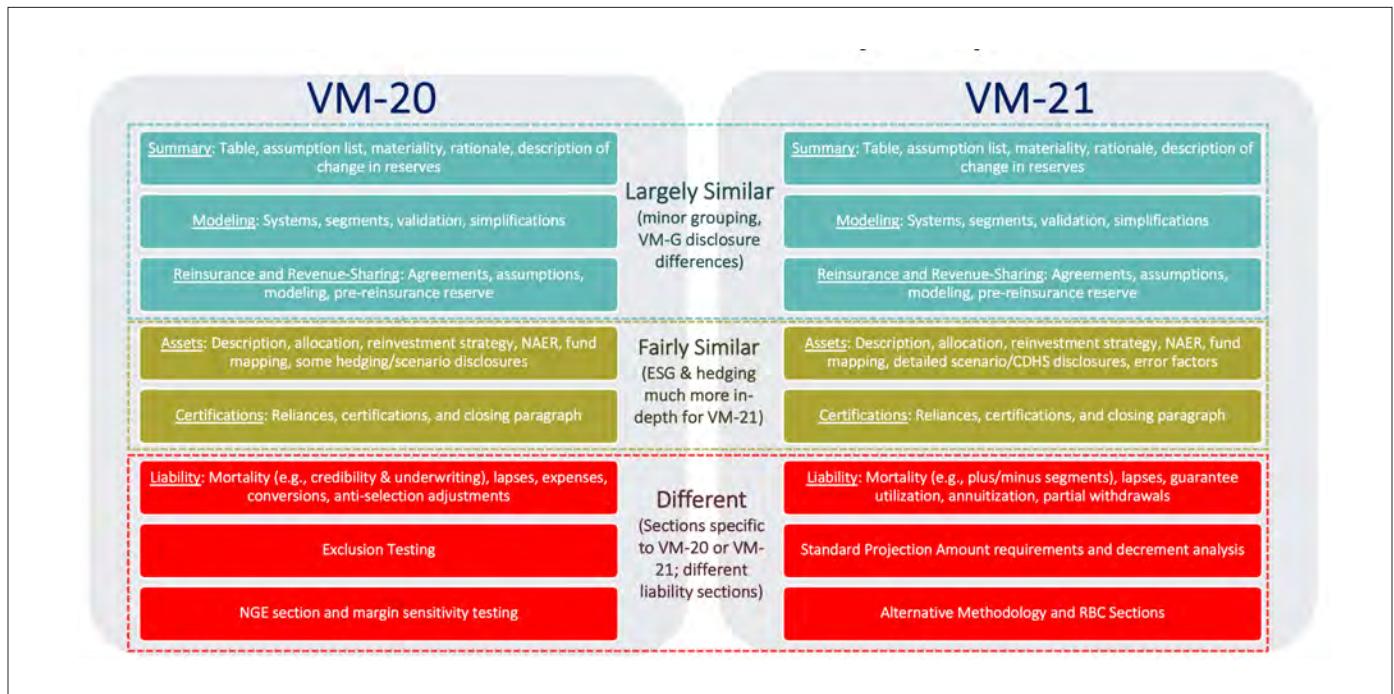 VM-20
VM-21
Summary: Table, assumption list, materiality, rationale, description of
change in reserves
Modeling: Systems, segments, validation, simplifications
Reinsurance and Revenue-Sharing: Agreements, assumptions,
modeling, pre-reinsurance reserve
Largely Similar
(minor grouping,
VM-G disclosure
differences)
Summary: Table, assumption list, materiality, rationale, description of
change in reserves
Modeling: Systems, segments, validation, simplifications
Reinsurance and Revenue-Sharing: Agreements, assumptions,
modeling, pre-reinsurance reserve
Assets: Description, allocation, reinvestment strategy, NAER, fund
mapping, some hedging/scenario disclosures
Certifications: Reliances, certifications, and closing paragraph
Fairly Similar
(ESG & hedging
much more in-
depth for VM-21)
Assets: Description, allocation, reinvestment strategy, NAER, fund
mapping, detailed scenario/CDHS disclosures, error factors
Certifications: Reliances, certifications, and closing paragraph
Liability: Mortality (e.g., credibility & underwriting), lapses, expenses,
conversions, anti-selection adjustments
Exclusion Testing
NGE section and margin sensitivity testing
Different
(Sections specific
to VM-20 or VM-
21; different
liability sections)
Liability: Mortality (e.g., plus/minus segments), lapses, guarantee
utilization, annuitization, partial withdrawals
Standard Projection Amount requirements and decrement analysis
Alternative Methodology and RBC Sections